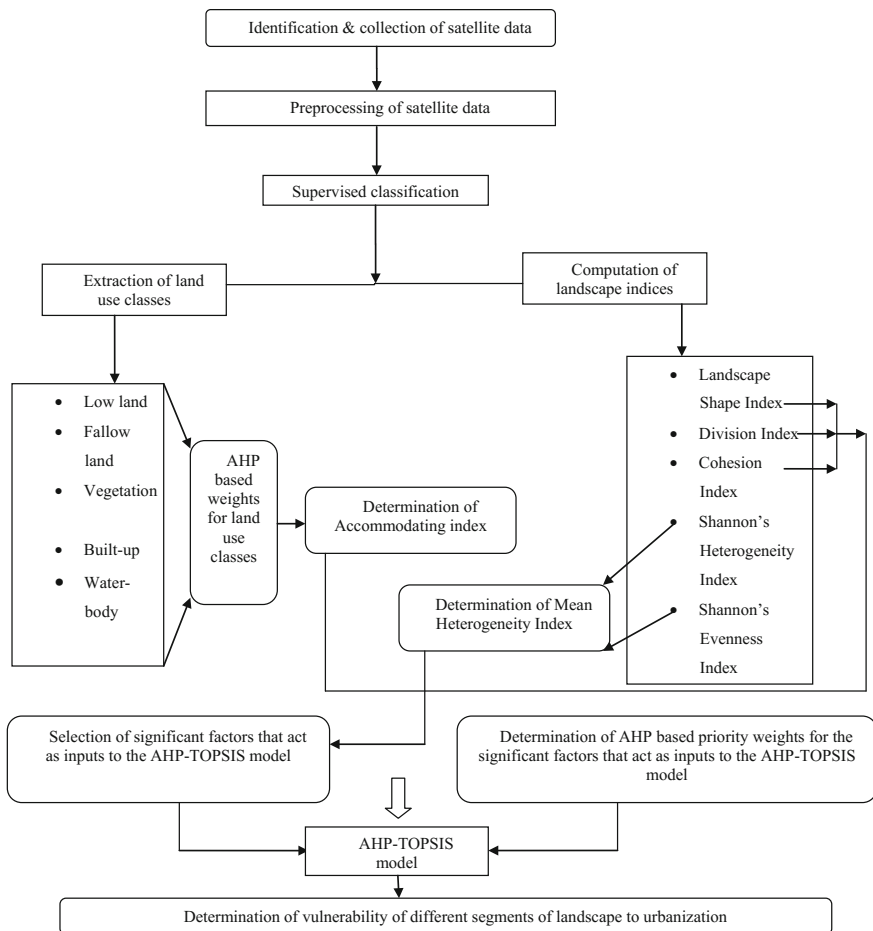 Identification & collection of satellite data
Preprocessing of satellite data
Supervised classification
Extraction of land
use classes
Computation of
landscape indices
• Low land
• Fallow
land
• Vegetation
• Built-up
• Water-
body
AHP
based
weights
for land
use
classes
Determination of
Accommodating index
• Landscape
Shape Index
• Division Index
• Cohesion
Index
• Shannon's
Heterogeneity
Index
• Shannon's
Evenness
Index
Determination of Mean
Heterogeneity Index
Selection of significant factors that act
as inputs to the AHP-TOPSIS model
Determination of AHP based priority weights for the
significant factors that act as inputs to the AHP-TOPSIS
model
AHP-TOPSIS
model
Determination of vulnerability of different segments of landscape to urbanization